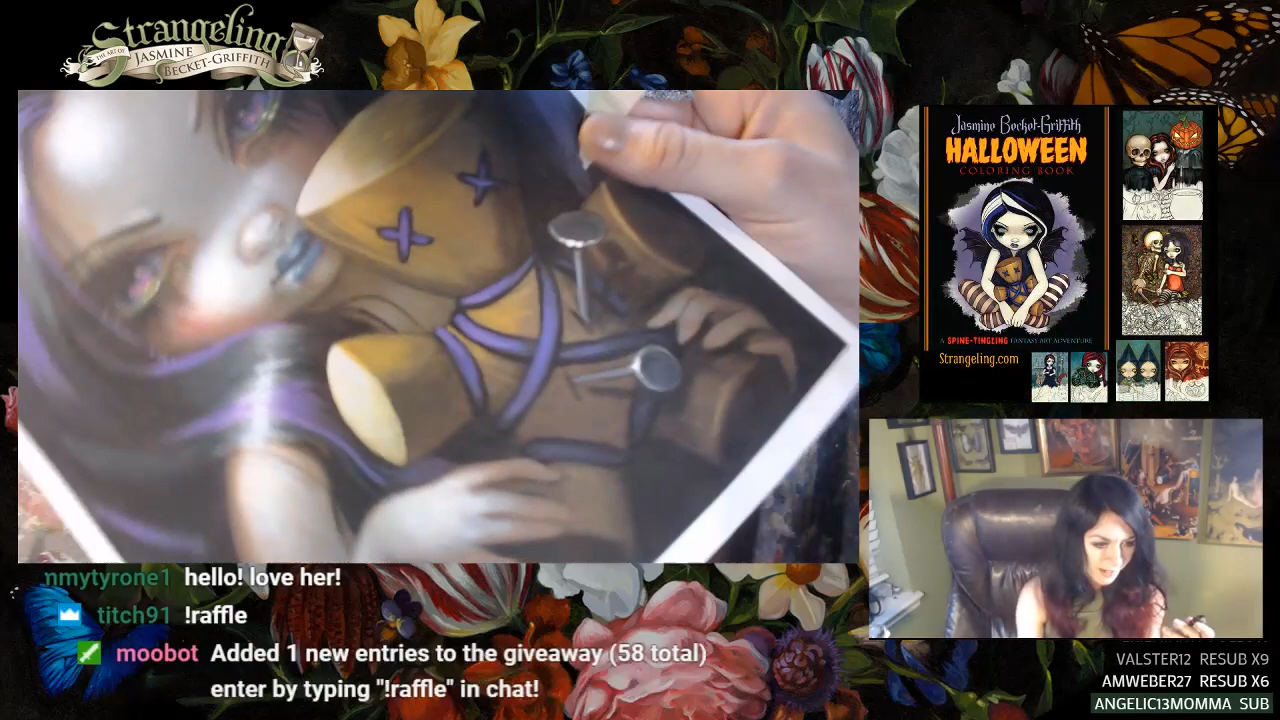 Strangeling
THE ART OF
JASMINE
BECKET-GRIFFITH
Jasmine Becket-Griffith
HALLOWEEN
COLORING BOOK
A SPINE-TINGLING FANTASY ART ADVENTURE
Strangeling.com
nmytyrone1 hello! love her!
titch91 !raffle
moobot Added 1 new entries to the giveaway (58 total)
enter by typing "!raffle" in chat!
VALSTER12 RESUB X9
AMWEBER27 RESUB X6
ANGELIC13MOMMA SUB